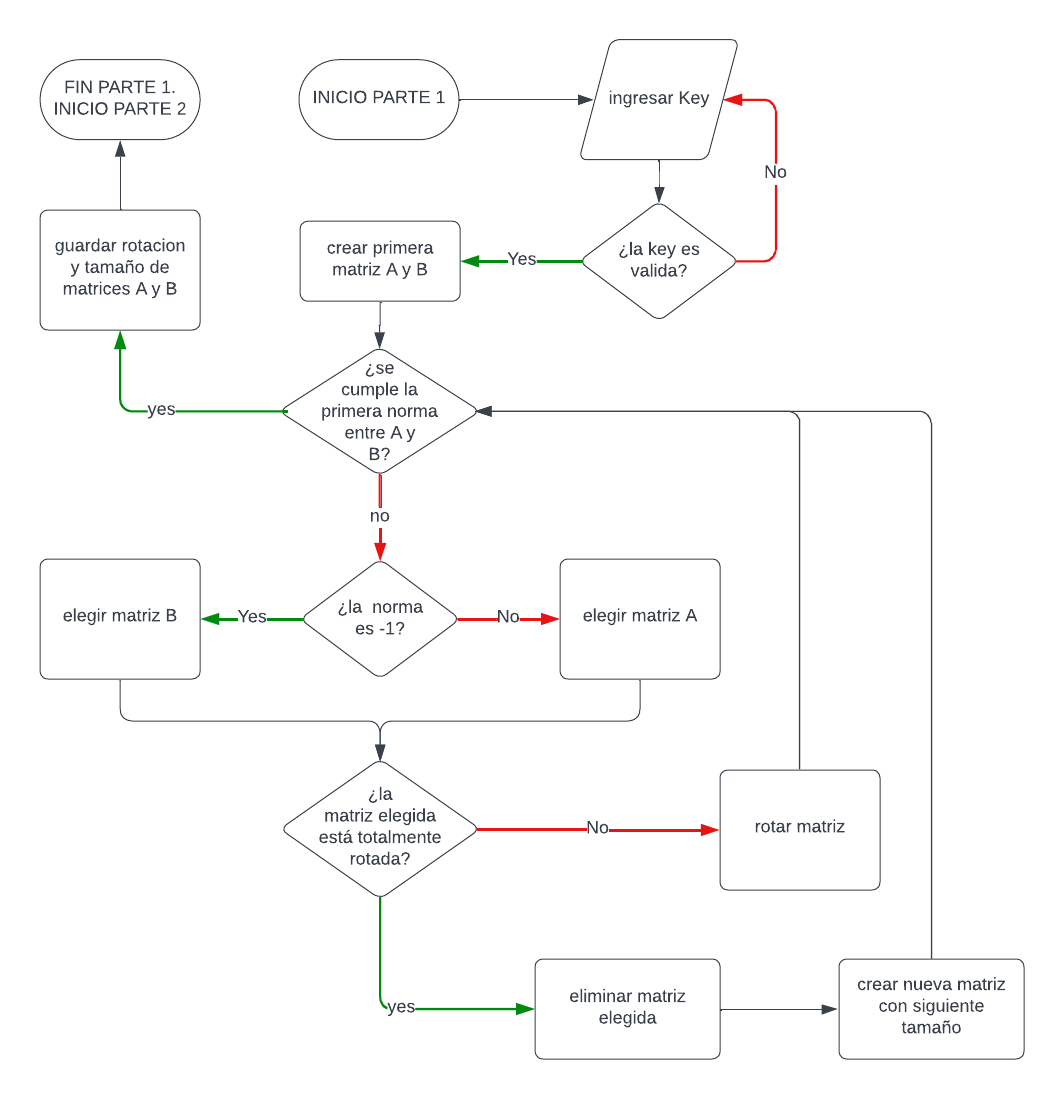 FIN PARTE 1.
INICIO PARTE 2
INICIO PARTE 1
ingresar Key
No
guardar rotacion
y tamaño de
matrices A y B
crear primera
matriz A y B
Yes
¿la key es
valida?
¿se
cumple la
primera norma
entre A y
B?
yes
no
elegir matriz B
Yes
¿la  norma
es -1?
No
elegir matriz A
¿la
matriz elegida
está totalmente
rotada?
No
rotar matriz
yes
eliminar matriz
elegida
crear nueva matriz
con siguiente
tamaño